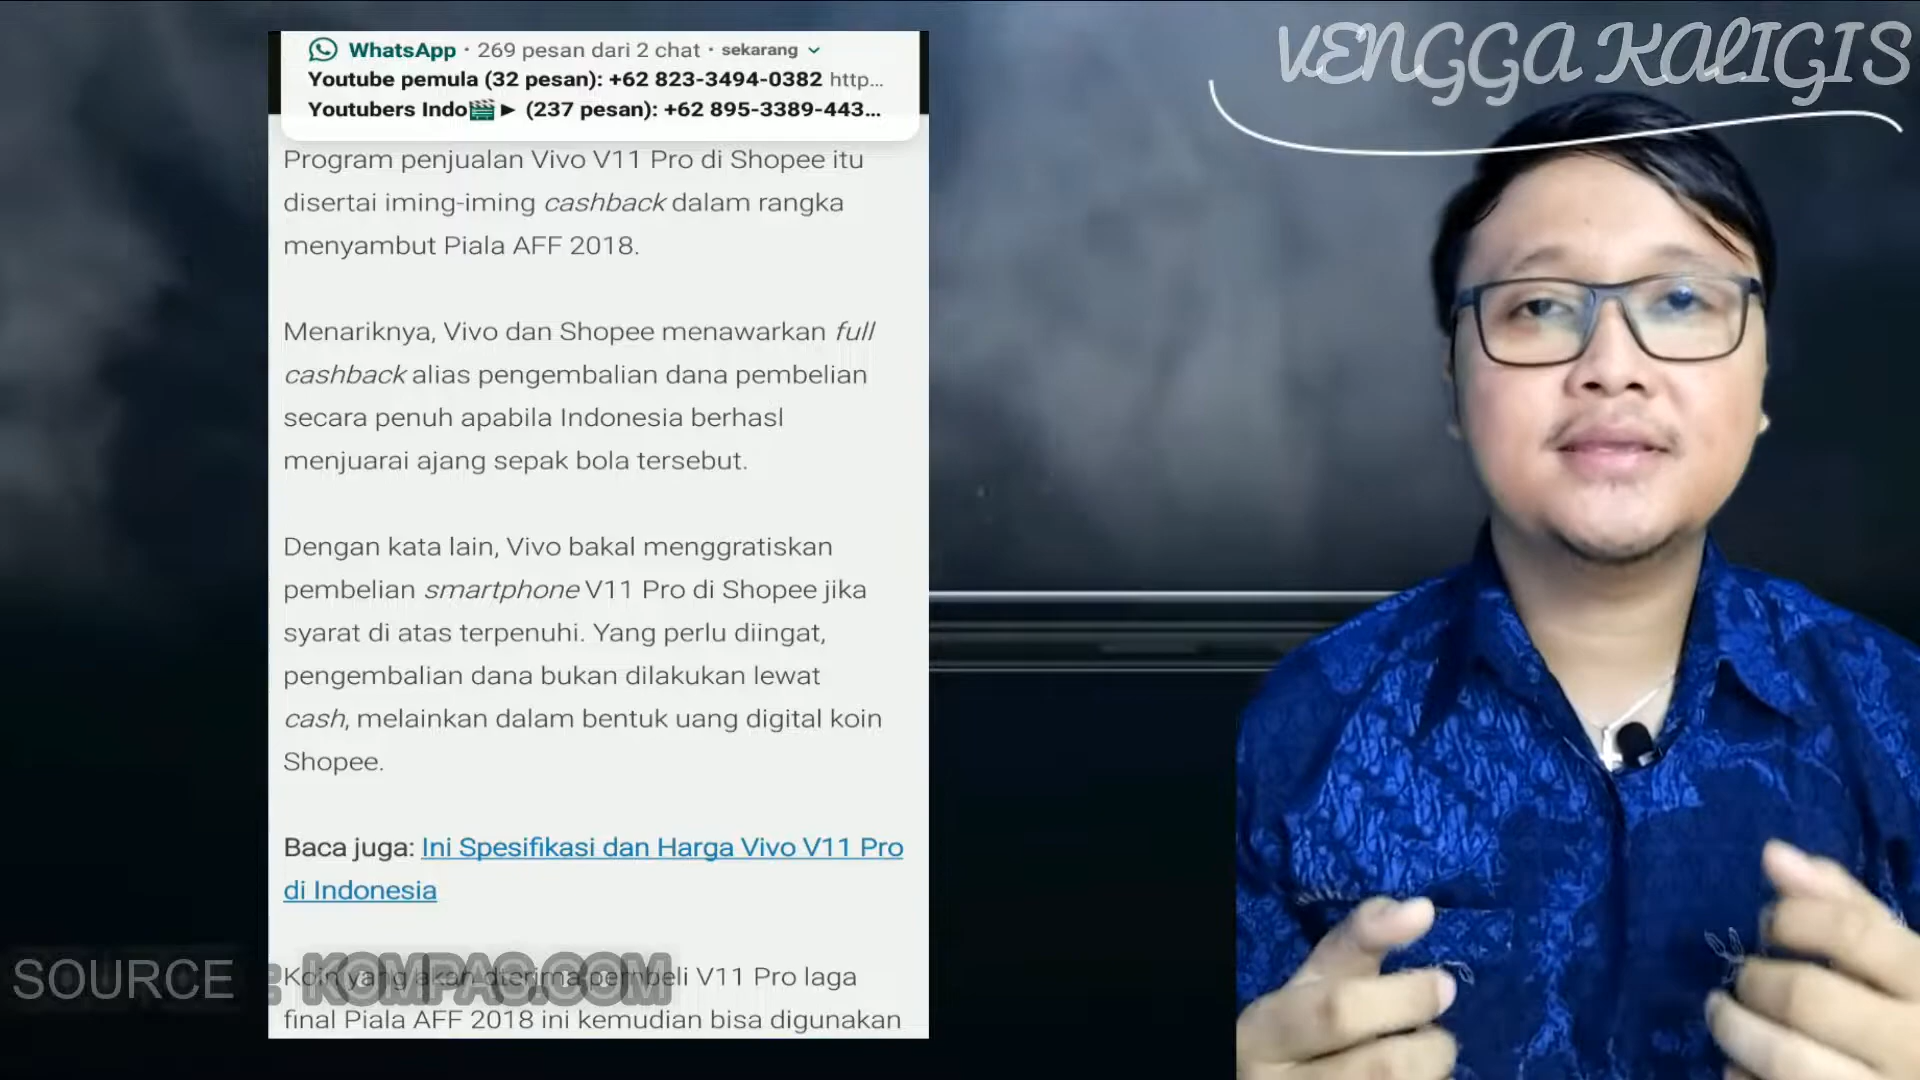 VENGGA KALIGIS
WhatsApp · 269 pesan dari 2 chat · sekarang
Youtube pemula (32 pesan): +62 823-3494-0382 http...
Youtubers Indo🎬► (237 pesan): +62 895-3389-443...
Program penjualan Vivo V11 Pro di Shopee itu
disertai iming-iming cashback dalam rangka
menyambut Piala AFF 2018.
Menariknya, Vivo dan Shopee menawarkan full
cashback alias pengembalian dana pembelian
secara penuh apabila Indonesia berhasl
menjuarai ajang sepak bola tersebut.
Dengan kata lain, Vivo bakal menggratiskan
pembelian smartphone V11 Pro di Shopee jika
syarat di atas terpenuhi. Yang perlu diingat,
pengembalian dana bukan dilakukan lewat
cash, melainkan dalam bentuk uang digital koin
Shopee.
Baca juga: Ini Spesifikasi dan Harga Vivo V11 Pro
di Indonesia
Koin yang akan diterima pembeli V11 Pro laga
final Piala AFF 2018 ini kemudian bisa digunakan
SOURCE : KOMPAS.COM